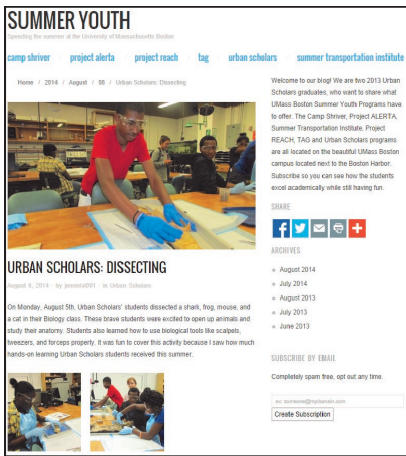 SUMMER YOUTH
Spending the summer at the University of Massachusetts Boston
camp shriver project alerta project reach tag urban scholars summer transportation institute
Home / 2014 / August / 06 / Urban Scholars: Dissecting
URBAN SCHOLARS: DISSECTING
August 6, 2014 · by · in Urban Scholars
On Monday, August 5th, Urban Scholars' students dissected a shark, frog, mouse, and
a cat in their Biology class. These brave students were excited to open up animals and
study their anatomy. Students also learned how to use biological tools like scalpels,
tweezers, and forceps properly. It was fun to cover this activity because I saw how much
hands-on learning Urban Scholars students received this summer.
Welcome to our blog! We are two 2013 Urban
Scholars graduates, who want to share what
UMass Boston Summer Youth Programs have
to offer. The Camp Shriver, Project ALERTA,
Summer Transportation Institute, Project
REACH, TAG and Urban Scholars programs
are all located on the beautiful UMass Boston
campus located next to the Boston Harbor.
Subscribe so you can see how the students
excel academically while still having fun.
SHARE
ARCHIVES
August 2014
July 2014
August 2013
July 2013
June 2013
SUBSCRIBE BY EMAIL
Completely spam free, opt out any time.
Create Subscription